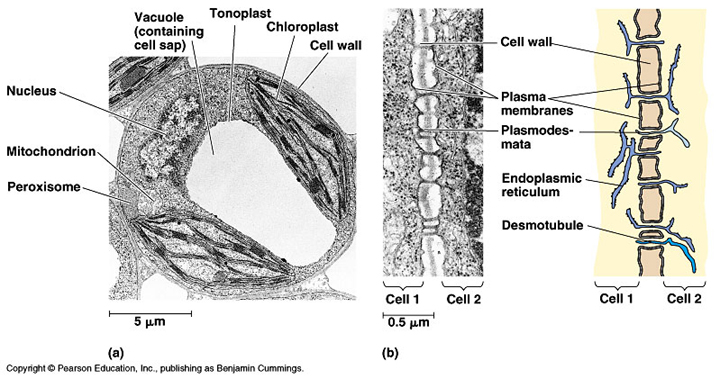 Vacuole
(containing
cell sap)
Tonoplast
Chloroplast
Cell wall
Nucleus
Mitochondrion
Peroxisome
5 µm
(a)
(b)
Cell wall
Plasma
membranes
Plasmodes-
mata
Endoplasmic
reticulum
Desmotubule
Cell 1
Cell 2
0.5 µm
Cell 1
Cell 2
Copyright © Pearson Education, Inc., publishing as Benjamin Cummings.